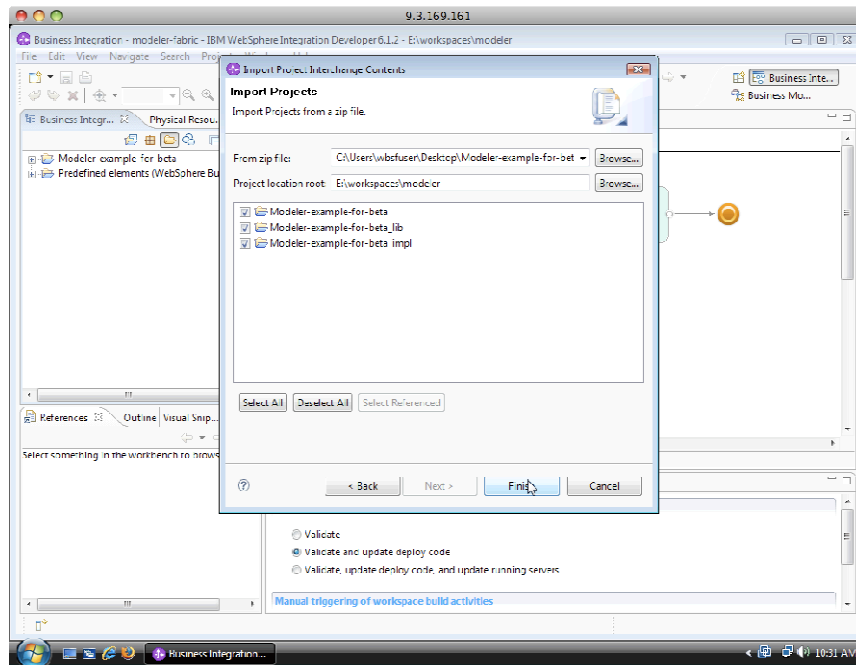 9.3.169.161
Business Integration - modeler-fabric - IBM WebSphere Integration Developer 6.1.2 - E:\workspaces\modeler
File Edit View Navigate Search
Import Project Interchange Contents
Import Projects
Import Projects from a zip file.
Business Inte...
Business Mo...
Business Integr...
Physical Resou...
Modeler-example-for-beta
Predefined elements (WebSphere Bu
From zip file:
C:\Users\wbsfuser\Desktop\Modeler-example-for-bet
Browse...
Project location root:
E:\workspaces\modeler
Browse...
Modeler-example-for-beta
Modeler-example-for-beta_lib
Modeler-example-for-beta_impl
Select All
Deselect All
Select Referenced
References
Outline
Visual Snip...
Select something in the workbench to brows
< Back
Next >
Finish
Cancel
Validate
Validate and update deploy code
Validate, update deploy code, and update running servers
Manual triggering of workspace build activities
Business Integration...
10:31 AM